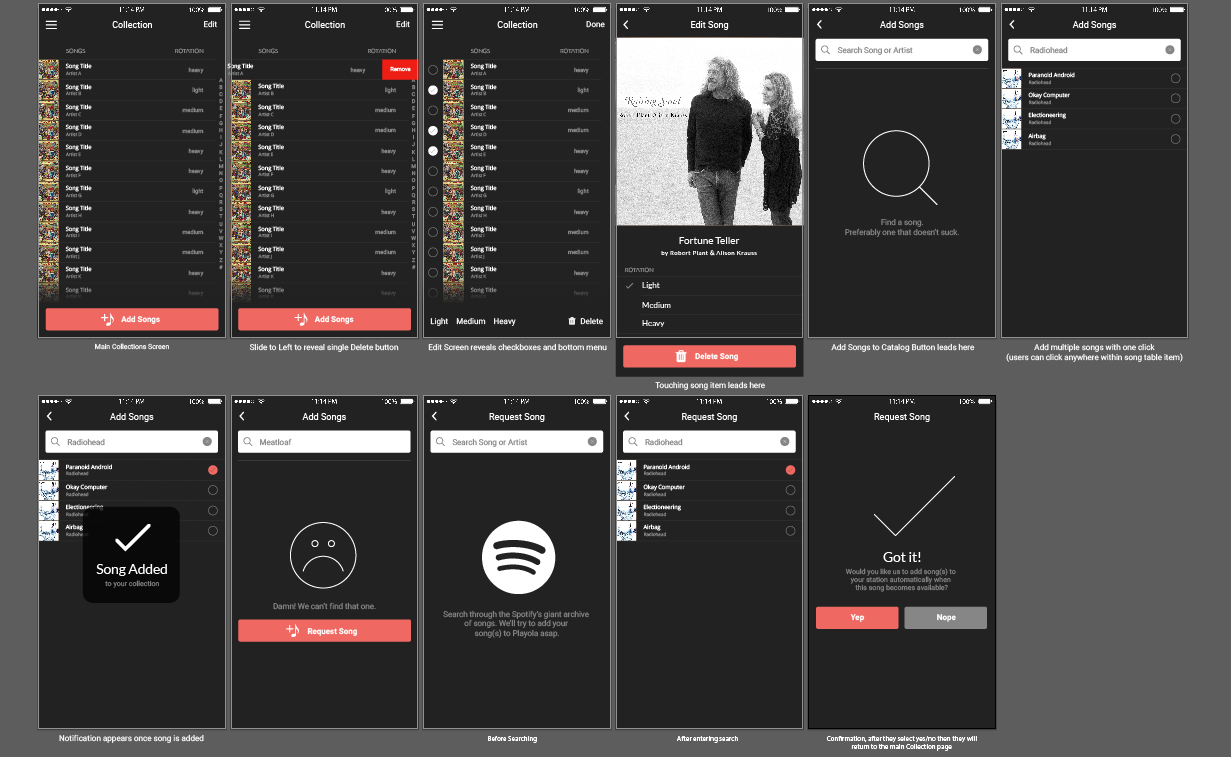 11:14 PM 100%
Collection Edit
SONGS ROTATION
Song Title heavy
Artist A
Song Title light
Artist B
Song Title medium
Artist C
Song Title medium
Artist D
Song Title heavy
Artist E
Song Title heavy
Artist F
Song Title light
Artist G
Song Title heavy
Artist H
Song Title medium
Artist I
Song Title medium
Artist J
Song Title heavy
Artist K
Song Title heavy
A
B
C
D
E
F
G
H
I
J
K
L
M
N
O
P
Q
R
S
T
U
V
W
X
Y
Z
#
Add Songs
Main Collections Screen
11:14 PM 100%
Collection Edit
SONGS ROTATION
Song Title heavy Remove
Artist A
Song Title light
Artist B
Song Title medium
Artist C
Song Title medium
Artist D
Song Title heavy
Artist E
Song Title heavy
Artist F
Song Title light
Artist G
Song Title heavy
Artist H
Song Title medium
Artist I
Song Title medium
Artist J
Song Title heavy
Artist K
Song Title heavy
A
B
C
D
E
F
G
H
I
J
K
L
M
N
O
P
Q
R
S
T
U
V
W
X
Y
Z
#
Add Songs
Slide to Left to reveal single Delete button
11:14 PM 100%
Collection Done
SONGS ROTATION
Song Title heavy
Artist A
Song Title light
Artist B
Song Title medium
Artist C
Song Title medium
Artist D
Song Title heavy
Artist E
Song Title heavy
Artist F
Song Title light
Artist G
Song Title heavy
Artist H
Song Title medium
Artist I
Song Title medium
Artist J
Song Title heavy
Artist K
Song Title heavy
Light Medium Heavy Delete
Edit Screen reveals checkboxes and bottom menu
11:14 PM 100%
Edit Song
Raising Sand
Robert Plant & Alison Krauss
Fortune Teller
by Robert Plant & Alison Krauss
ROTATION
Light
Medium
Heavy
Delete Song
Touching song item leads here
11:14 PM 100%
Add Songs
Search Song or Artist
Find a song.
Preferably one that doesn't suck.
Add Songs to Catalog Button leads here
11:14 PM 100%
Add Songs
Radiohead
Paranoid Android
Radiohead
Okay Computer
Radiohead
Electioneering
Radiohead
Airbag
Radiohead
Add multiple songs with one click
(users can click anywhere within song table item)
11:14 PM 100%
Add Songs
Radiohead
Paranoid Android
Radiohead
Okay Computer
Radiohead
Electioneering
Radiohead
Airbag
Radiohead
Song Added
to your collection
Notification appears once song is added
11:14 PM 100%
Add Songs
Meatloaf
Damn! We can't find that one.
Request Song
11:14 PM 100%
Request Song
Search Song or Artist
Search through the Spotify's giant archive
of songs. We'll try to add your
song(s) to Playola asap.
Before Searching
11:14 PM 100%
Request Song
Radiohead
Paranoid Android
Radiohead
Okay Computer
Radiohead
Electioneering
Radiohead
Airbag
Radiohead
After entering search
11:14 PM 100%
Request Song
Got it!
Would you like us to add song(s) to
your station automatically when
this song becomes available?
Yep Nope
Confirmation, after they select yes/no then they will
return to the main Collection page